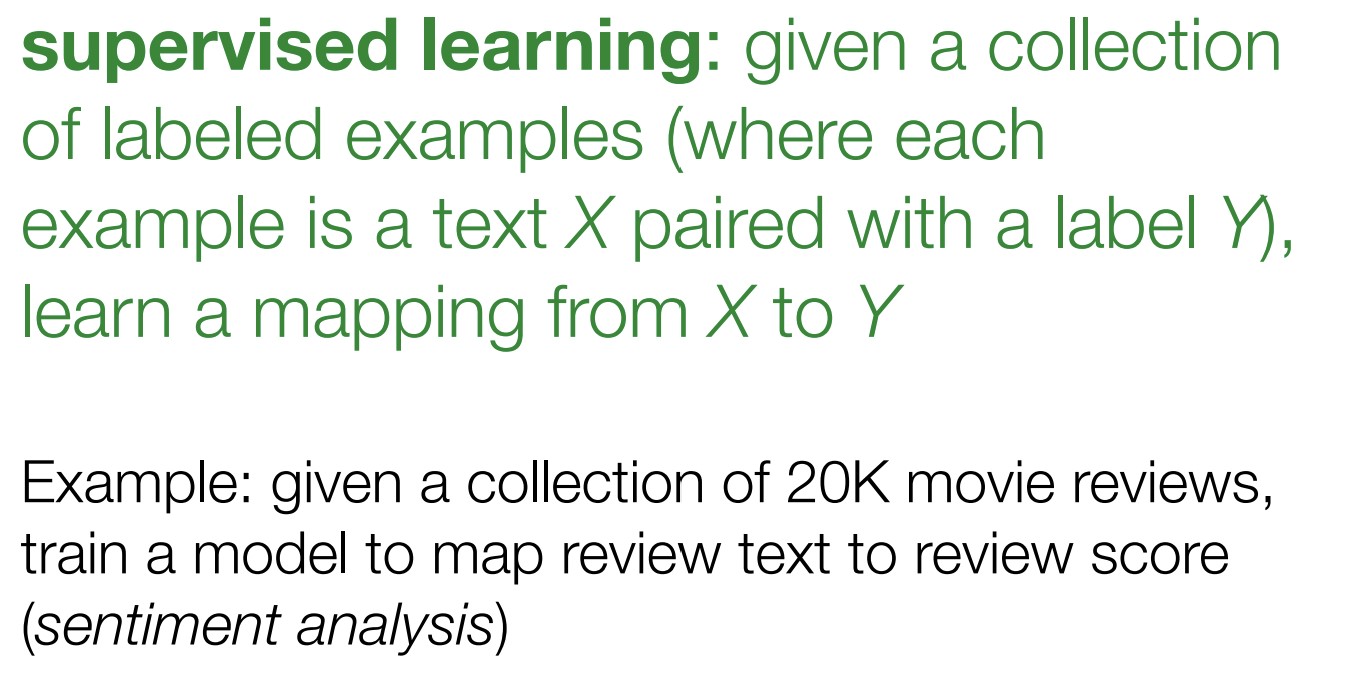 supervised learning: given a collection
of labeled examples (where each
example is a text X paired with a label Y),
learn a mapping from X to Y
Example: given a collection of 20K movie reviews,
train a model to map review text to review score
(sentiment analysis)